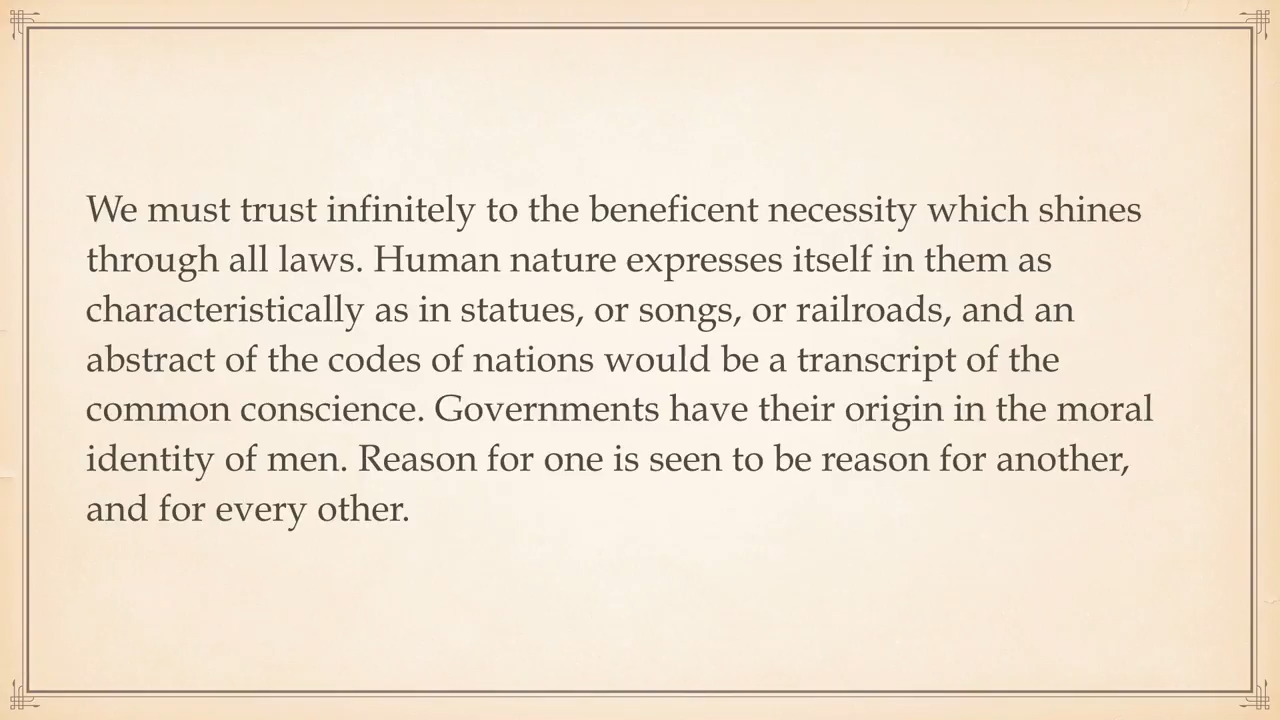 We must trust infinitely to the beneficent necessity which shines
through all laws. Human nature expresses itself in them as
characteristically as in statues, or songs, or railroads, and an
abstract of the codes of nations would be a transcript of the
common conscience. Governments have their origin in the moral
identity of men. Reason for one is seen to be reason for another,
and for every other.